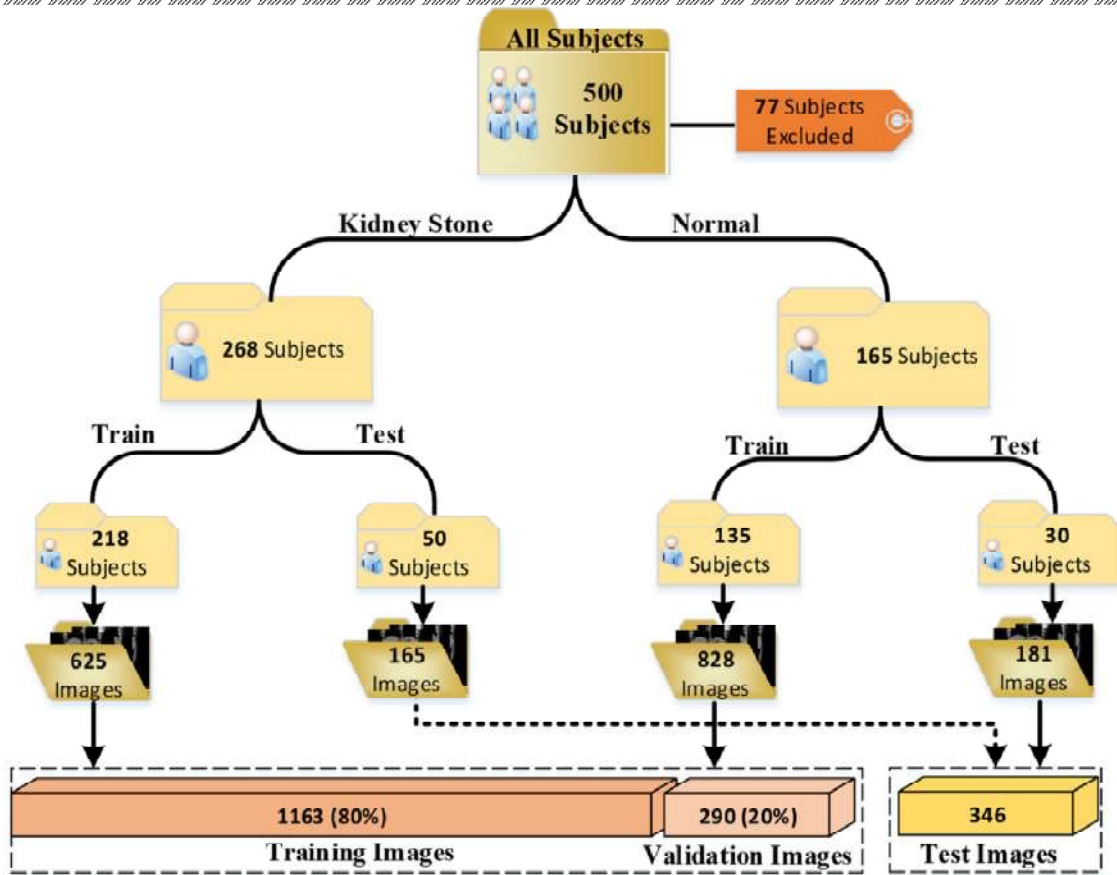 All Subjects
500
Subjects
77 Subjects
Excluded
Kidney Stone
Normal
268 Subjects
165 Subjects
Train
Test
Train
Test
218
Subjects
50
Subjects
135
Subjects
30
Subjects
625
Images
165
Images
828
Images
181
Images
1163 (80%)
290 (20%)
346
Training Images
Validation Images
Test Images